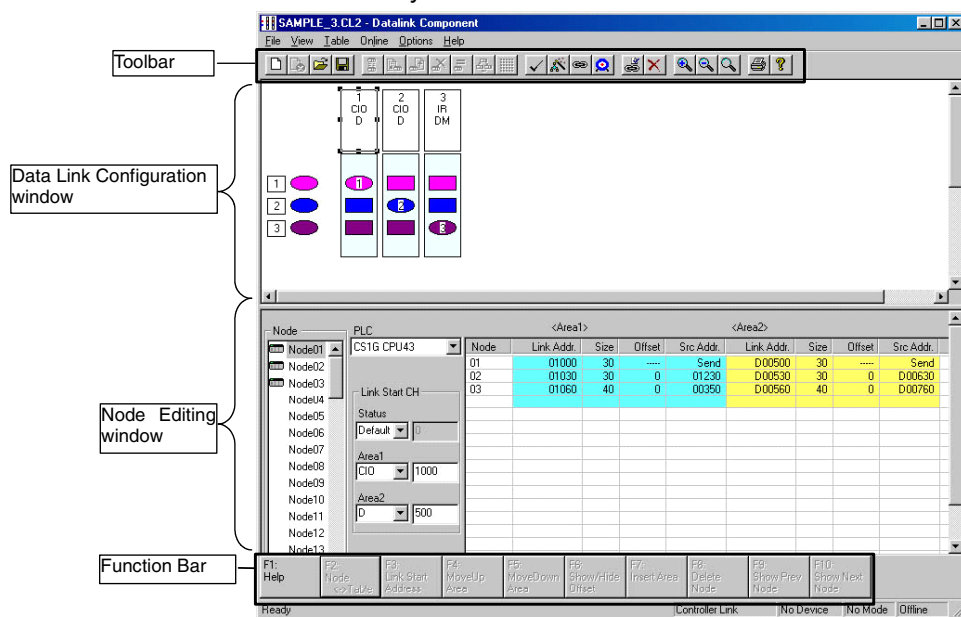 SAMPLE_3.CL2 - Datalink Component
File View Table Online Options Help
Toolbar
1 CIO D
2 CIO D
3 IR DM
Data Link Configuration window
1 1
2 2
3 3
Node Editing window
Node
Node01
Node02
Node03
Node04
Node05
Node06
Node07
Node08
Node09
Node10
Node11
Node12
Node13
PLC
CS1G CPU43
Link Start CH
Status
Default 0
Area1
CIO 1000
Area2
D 500
<Area1> <Area2>
Node Link Addr. Size Offset Src Addr. Link Addr. Size Offset Src Addr.
01 01000 30 ----- Send D00500 30 ----- Send
02 01030 30 0 01230 D00530 30 0 D00630
03 01060 40 0 00350 D00560 40 0 D00760
Function Bar
F1: Help
F2: Node <->Table
F3: Link Start Address
F4: MoveUp Area
F5: MoveDown Area
F6: Show/Hide Offset
F7: Insert Area
F8: Delete Node
F9: Show Prev Node
F10: Show Next Node
Ready Controller Link No Device No Mode Offline